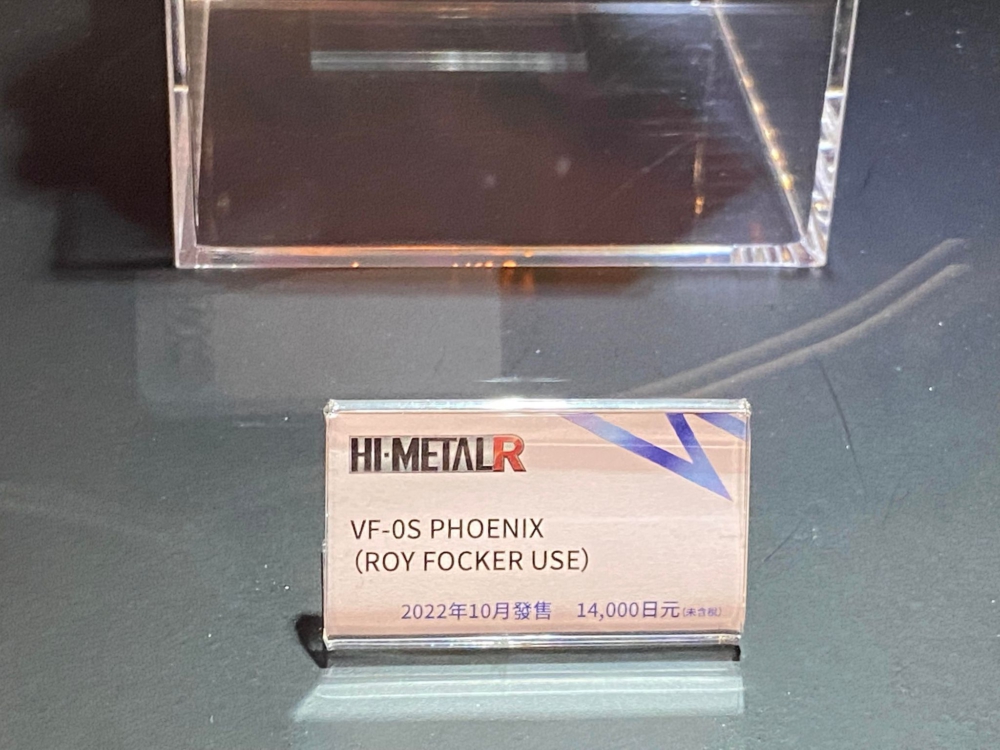 HI-METAL R
VF-0S PHOENIX
（ROY FOCKER USE）
2022年10月發售 14,000日元(未含稅)